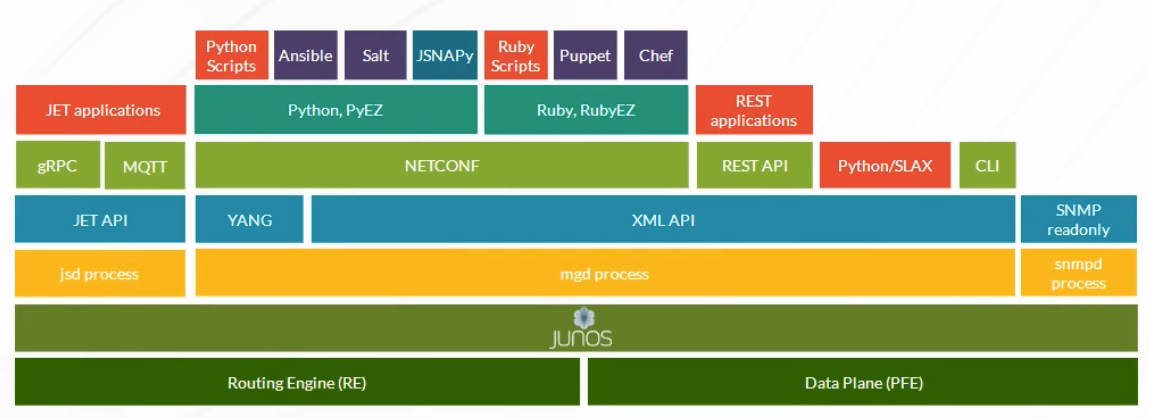 Python
Scripts
Ansible
Salt
JSNAPy
Ruby
Scripts
Puppet
Chef
JET applications
Python, PyEZ
Ruby, RubyEZ
REST
applications
gRPC
MQTT
NETCONF
REST API
Python/SLAX
CLI
JET API
YANG
XML API
SNMP
readonly
jsd process
mgd process
snmpd
process
JUNOS
Routing Engine (RE)
Data Plane (PFE)